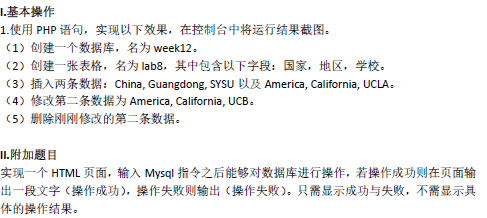 I.基本操作
1.使用 PHP 语句，实现以下效果，在控制台中将运行结果截图。
（1）创建一个数据库，名为 week12。
（2）创建一张表格，名为 lab8，其中包含以下字段：国家，地区，学校。
（3）插入两条数据：China, Guangdong, SYSU 以及 America, California, UCLA。
（4）修改第二条数据为 America, California, UCB。
（5）删除刚刚修改的第二条数据。
II.附加题目
实现一个 HTML 页面，输入 Mysql 指令之后能够对数据库进行操作，若操作成功则在页面输
出一段文字（操作成功），操作失败则输出（操作失败）。只需显示成功与失败，不需显示具
体的操作结果。